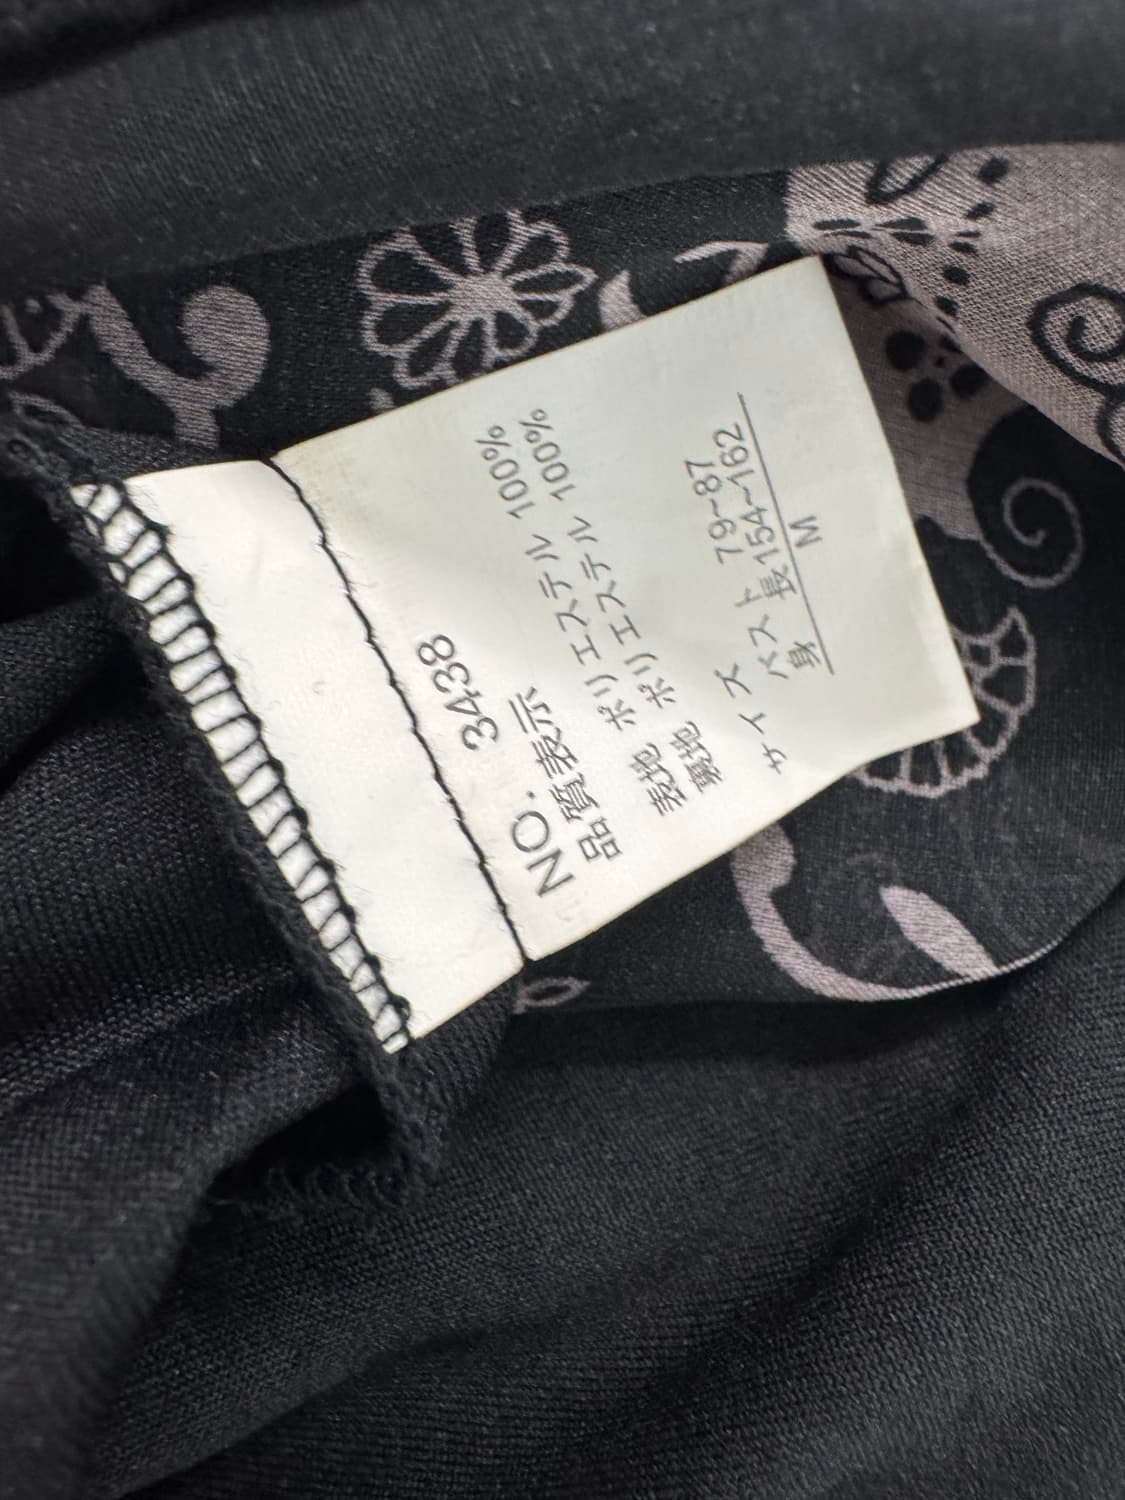 NO. 3438
品質表示
表地 ポリエステル 100%
裏地 ポリエステル 100%
サイズ
バスト 79~87
身長 154~162
M